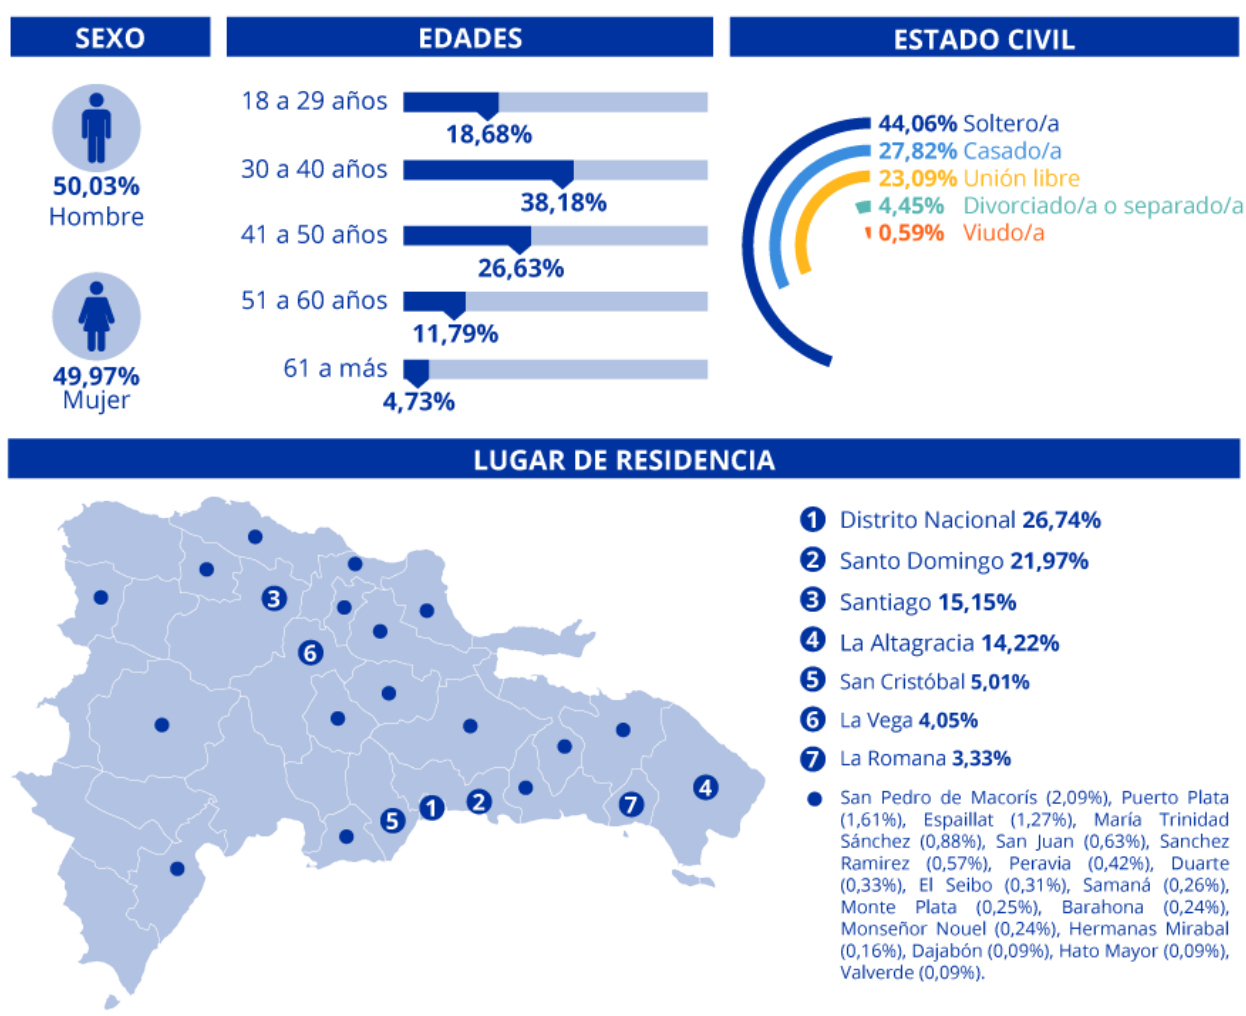 SEXO
50,03%
Hombre
49,97%
Mujer
EDADES
18 a 29 años
18,68%
30 a 40 años
38,18%
41 a 50 años
26,63%
51 a 60 años
11,79%
61 a más
4,73%
ESTADO CIVIL
44,06% Soltero/a
27,82% Casado/a
23,09% Unión libre
4,45% Divorciado/a o separado/a
0,59% Viudo/a
LUGAR DE RESIDENCIA
3
6
5
1
2
7
4
1 Distrito Nacional 26,74%
2 Santo Domingo 21,97%
3 Santiago 15,15%
4 La Altagracia 14,22%
5 San Cristóbal 5,01%
6 La Vega 4,05%
7 La Romana 3,33%
San Pedro de Macorís (2,09%), Puerto Plata
(1,61%), Espaillat (1,27%), María Trinidad
Sánchez (0,88%), San Juan (0,63%), Sanchez
Ramirez (0,57%), Peravia (0,42%), Duarte
(0,33%), El Seibo (0,31%), Samaná (0,26%),
Monte Plata (0,25%), Barahona (0,24%),
Monseñor Nouel (0,24%), Hermanas Mirabal
(0,16%), Dajabón (0,09%), Hato Mayor (0,09%),
Valverde (0,09%).